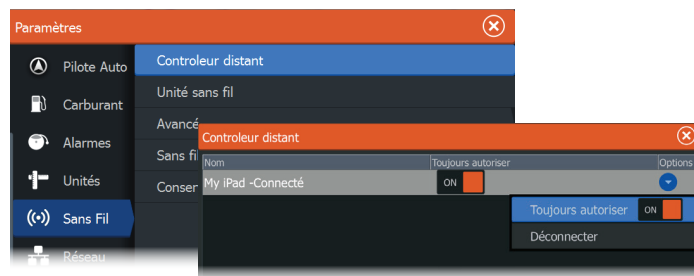 Paramètres
Pilote Auto
Carburant
Alarmes
Unités
Sans Fil
Réseau
Controleur distant
Unité sans fil
Avancé
Sans fi
Conser
Controleur distant
Nom Toujours autoriser Options
My iPad -Connecté ON
Toujours autoriser ON
Déconnecter